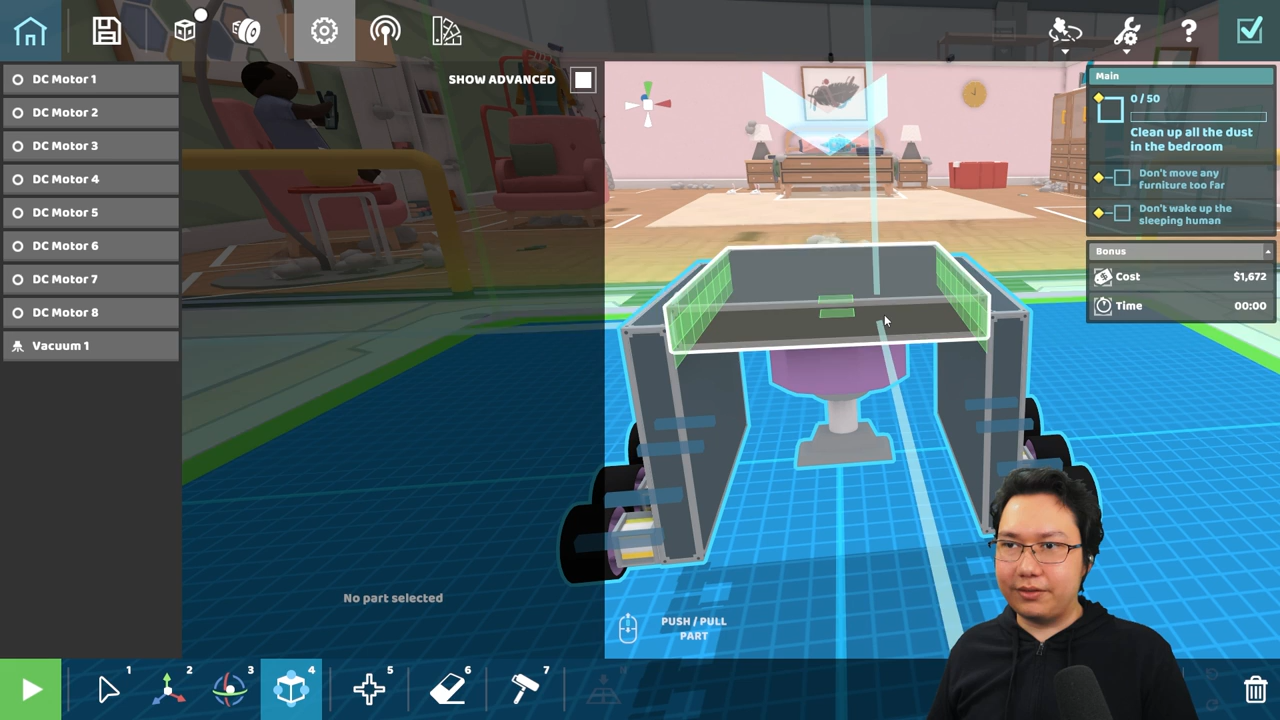 DC Motor 1
DC Motor 2
DC Motor 3
DC Motor 4
DC Motor 5
DC Motor 6
DC Motor 7
DC Motor 8
Vacuum 1
SHOW ADVANCED
No part selected
PUSH / PULL
PART
Main
0 / 50
Clean up all the dust
in the bedroom
Don't move any
furniture too far
Don't wake up the
sleeping human
Bonus
Cost
$1,672
Time
00:00
?
1
2
3
4
5
6
7